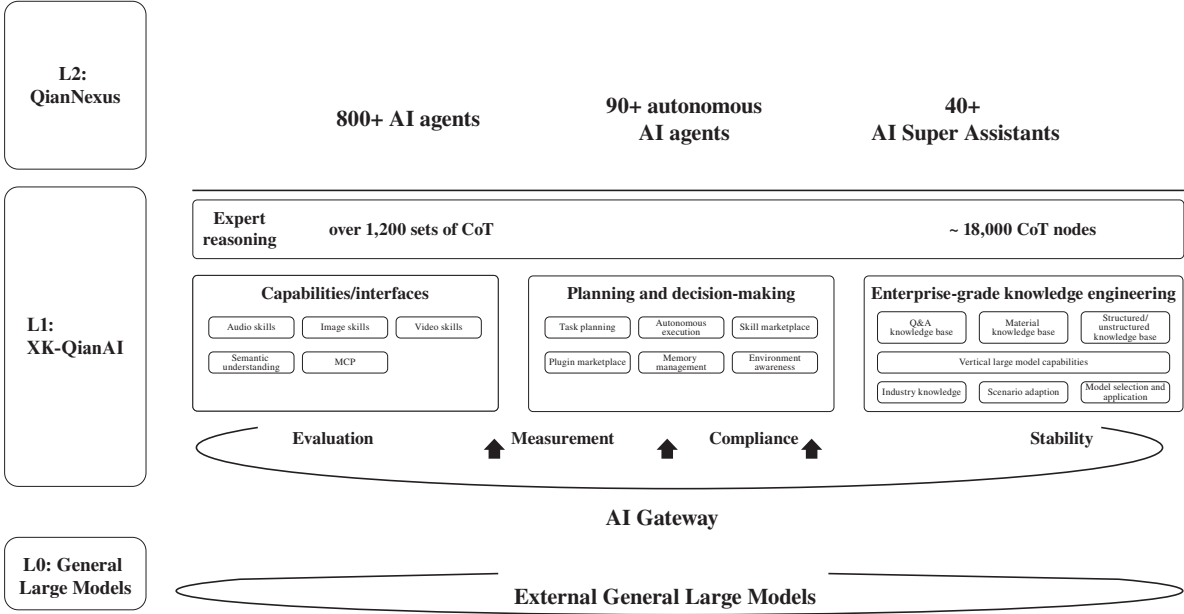 L2:
QianNexus
800+ AI agents
90+ autonomous
AI agents
40+
AI Super Assistants
L1:
XK-QianAI
Expert
reasoning
over 1,200 sets of CoT
~ 18,000 CoT nodes
Capabilities/interfaces
Audio skills
Image skills
Video skills
Semantic
understanding
MCP
Planning and decision-making
Task planning
Autonomous
execution
Skill marketplace
Plugin marketplace
Memory
management
Environment
awareness
Enterprise-grade knowledge engineering
Q&A
knowledge base
Material
knowledge base
Structured/
unstructured
knowledge base
Vertical large model capabilities
Industry knowledge
Scenario adaption
Model selection and
application
Evaluation
Measurement
Compliance
Stability
AI Gateway
L0: General
Large Models
External General Large Models